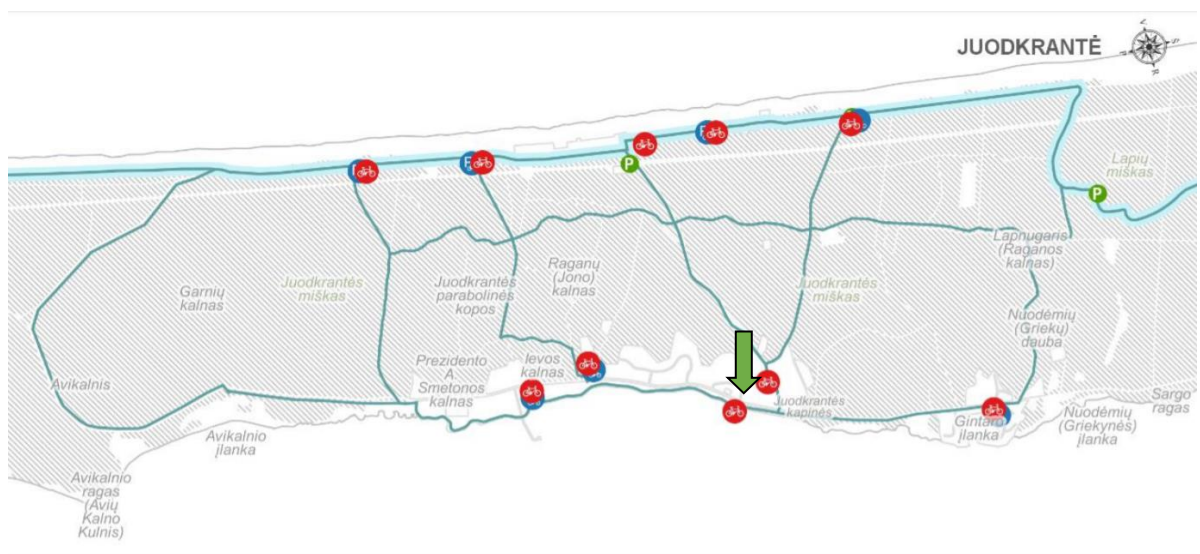 JUODKRANTĖ
V
Š
P
R
P
P
P
Lapių
miškas
Lapnugaris
(Raganos
kalnas)
Raganų
(Jono)
kalnas
Garnių
kalnas
Juodkrantės
miškas
Juodkrantės
parabolinės
kopos
Juodkrantės
miškas
Nuodėmių
(Griekų)
dauba
Prezidento
A
Smetonos
kalnas
Ievos
kalnas
Avikalnis
Juodkrantės
kapinės
Gintaro
įlanka
Nuodėmių
(Griekynės)
įlanka
Sargo
ragas
Avikalnio
įlanka
Avikalnio
ragas
(Avių
Kalno
Kulnis)